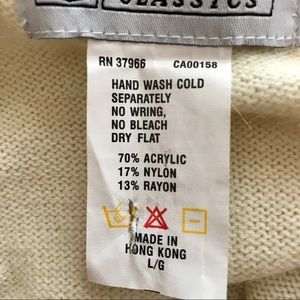 CLASSICS
RN 37966 CA00158
HAND WASH COLD
SEPARATELY
NO WRING,
NO BLEACH
DRY FLAT
70% ACRYLIC
17% NYLON
13% RAYON
MADE IN
HONG KONG
L/G